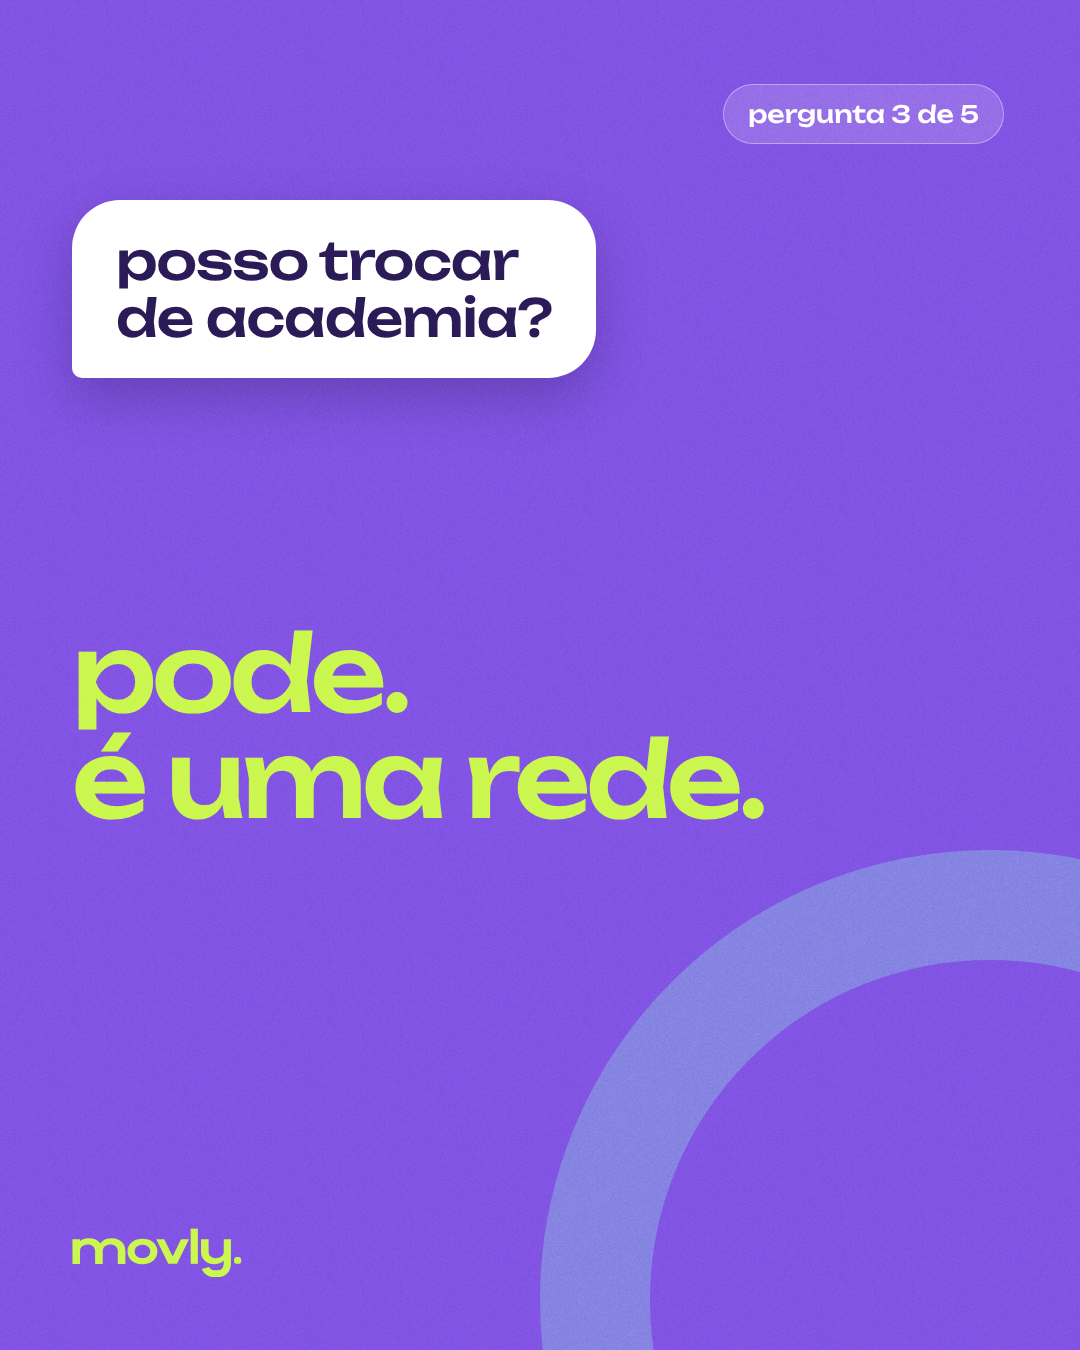 pergunta 3 de 5
posso trocar
de academia?
pode.
é uma rede.
movly.